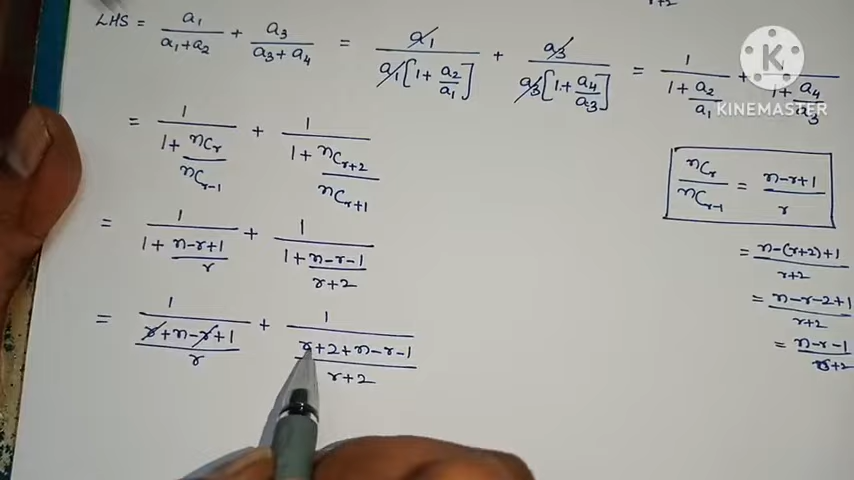 r+2
LHS = a₁/(a₁+a₂) + a₃/(a₃+a₄) = a₁/(a₁[1+a₂/a₁]) + a₃/(a₃[1+a₄/a₃]) = 1/(1+a₂/a₁) + 1/(1+a₄/a₃)
KINEMASTER
= 1/(1+nCr/nCr-1) + 1/(1+nCr+2/nCr+1)
nCr/nCr-1 = (n-r+1)/r
= 1/(1+(n-r+1)/r) + 1/(1+(n-r-1)/(r+2))
= (n-(r+2)+1)/(r+2)
= (n-r-2+1)/(r+2)
= 1/((r+n-r+1)/r) + 1/((r+2+n-r-1)/(r+2))
= (n-r-1)/(r+2)